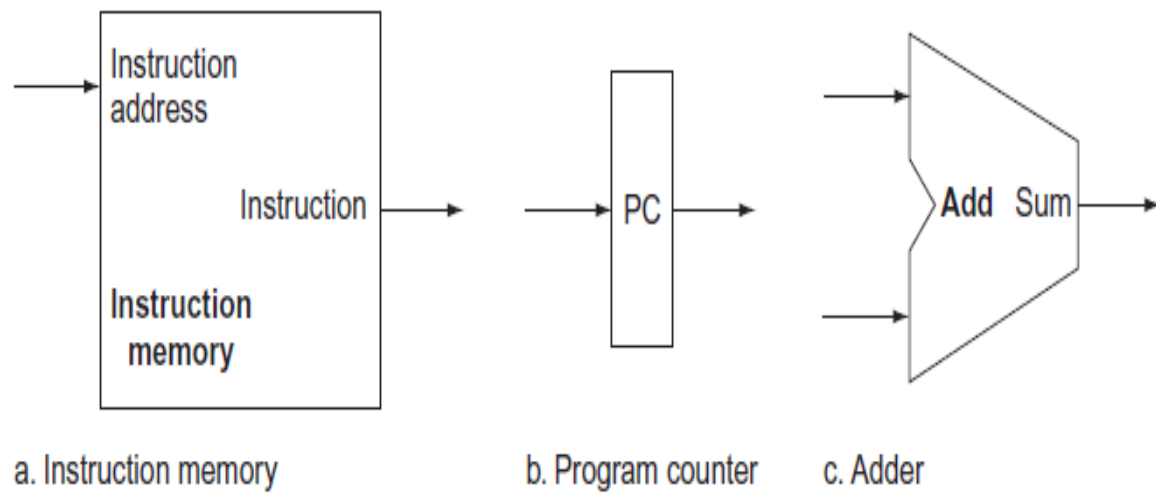 Instruction
address
Instruction
Instruction
memory
PC
Add Sum
a. Instruction memory
b. Program counter
c. Adder